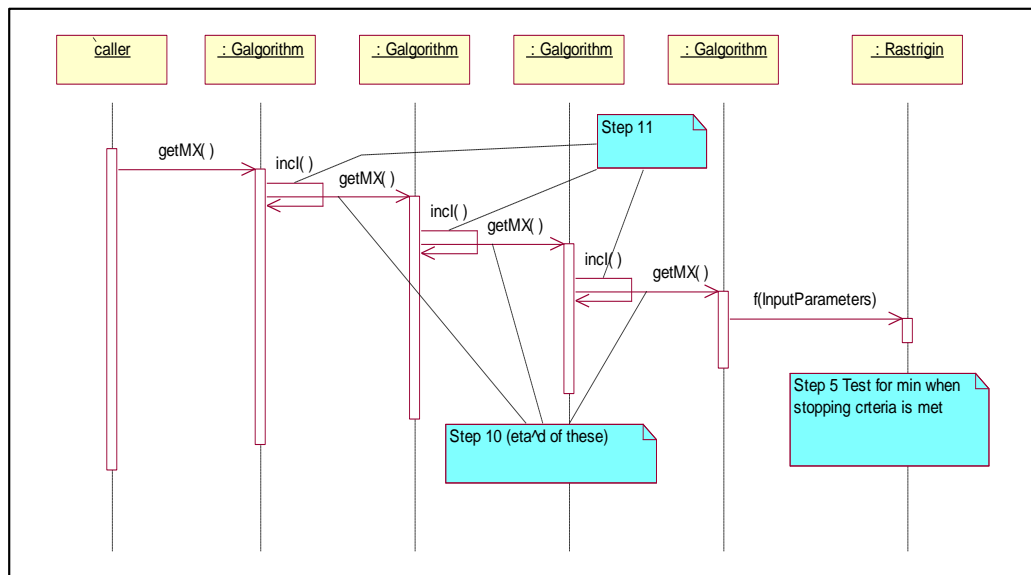 `caller
: Galgorithm
: Galgorithm
: Galgorithm
: Galgorithm
: Rastrigin
Step 11
getMX( )
incl( )
getMX( )
incl( )
getMX( )
incl( )
getMX( )
f(InputParameters)
Step 5 Test for min when
stopping crteria is met
Step 10 (eta^d of these)